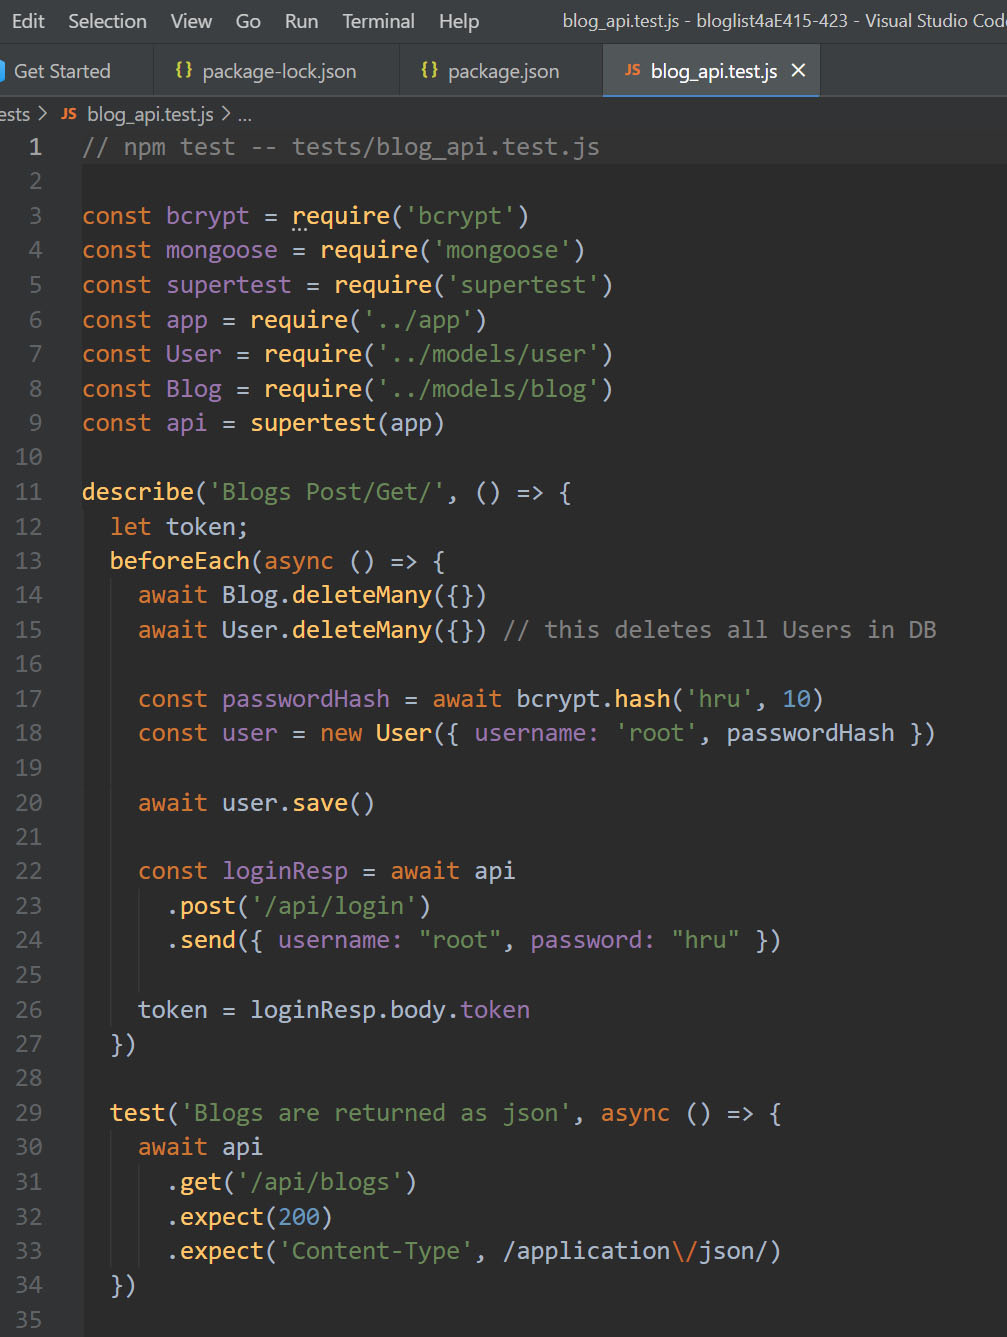 Edit Selection View Go Run Terminal Help blog_api.test.js - bloglist4aE415-423 - Visual Studio
Get Started {} package-lock.json {} package.json JS blog_api.test.js ×
ests > JS blog_api.test.js > ...
1 // npm test -- tests/blog_api.test.js
2
3 const bcrypt = require('bcrypt')
4 const mongoose = require('mongoose')
5 const supertest = require('supertest')
6 const app = require('../app')
7 const User = require('../models/user')
8 const Blog = require('../models/blog')
9 const api = supertest(app)
10
11 describe('Blogs Post/Get/', () => {
12 let token;
13 beforeEach(async () => {
14 await Blog.deleteMany({})
15 await User.deleteMany({}) // this deletes all Users in DB
16
17 const passwordHash = await bcrypt.hash('hru', 10)
18 const user = new User({ username: 'root', passwordHash })
19
20 await user.save()
21
22 const loginResp = await api
23 .post('/api/login')
24 .send({ username: "root", password: "hru" })
25
26 token = loginResp.body.token
27 })
28
29 test('Blogs are returned as json', async () => {
30 await api
31 .get('/api/blogs')
32 .expect(200)
33 .expect('Content-Type', /application\/json/)
34 })
35